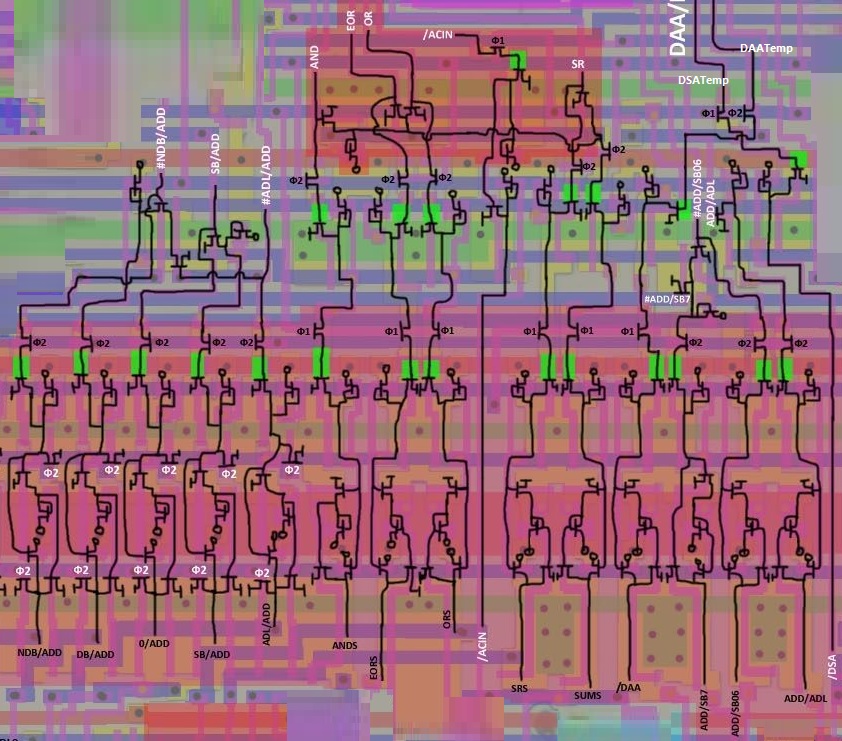 EOR
OR
/ACIN
Φ1
DAA/
DAATemp
AND
SR
DSATemp
Φ1
Φ2
#NDB/ADD
SB/ADD
#ADL/ADD
Φ2
Φ2
Φ2
Φ2
Φ2
#ADD/SB06
ADD/ADL
#ADD/SB7
Φ2
Φ2
Φ2
Φ2
Φ2
Φ1
Φ1
Φ1
Φ1
Φ1
Φ1
Φ2
Φ2
Φ2
Φ2
Φ2
Φ2
Φ2
Φ2
Φ2
Φ2
Φ2
Φ2
Φ2
NDB/ADD
DB/ADD
0/ADD
SB/ADD
ADL/ADD
ANDS
EORS
ORS
/ACIN
SRS
SUMS
/DAA
ADD/SB7
ADD/SB06
ADD/ADL
/DSA